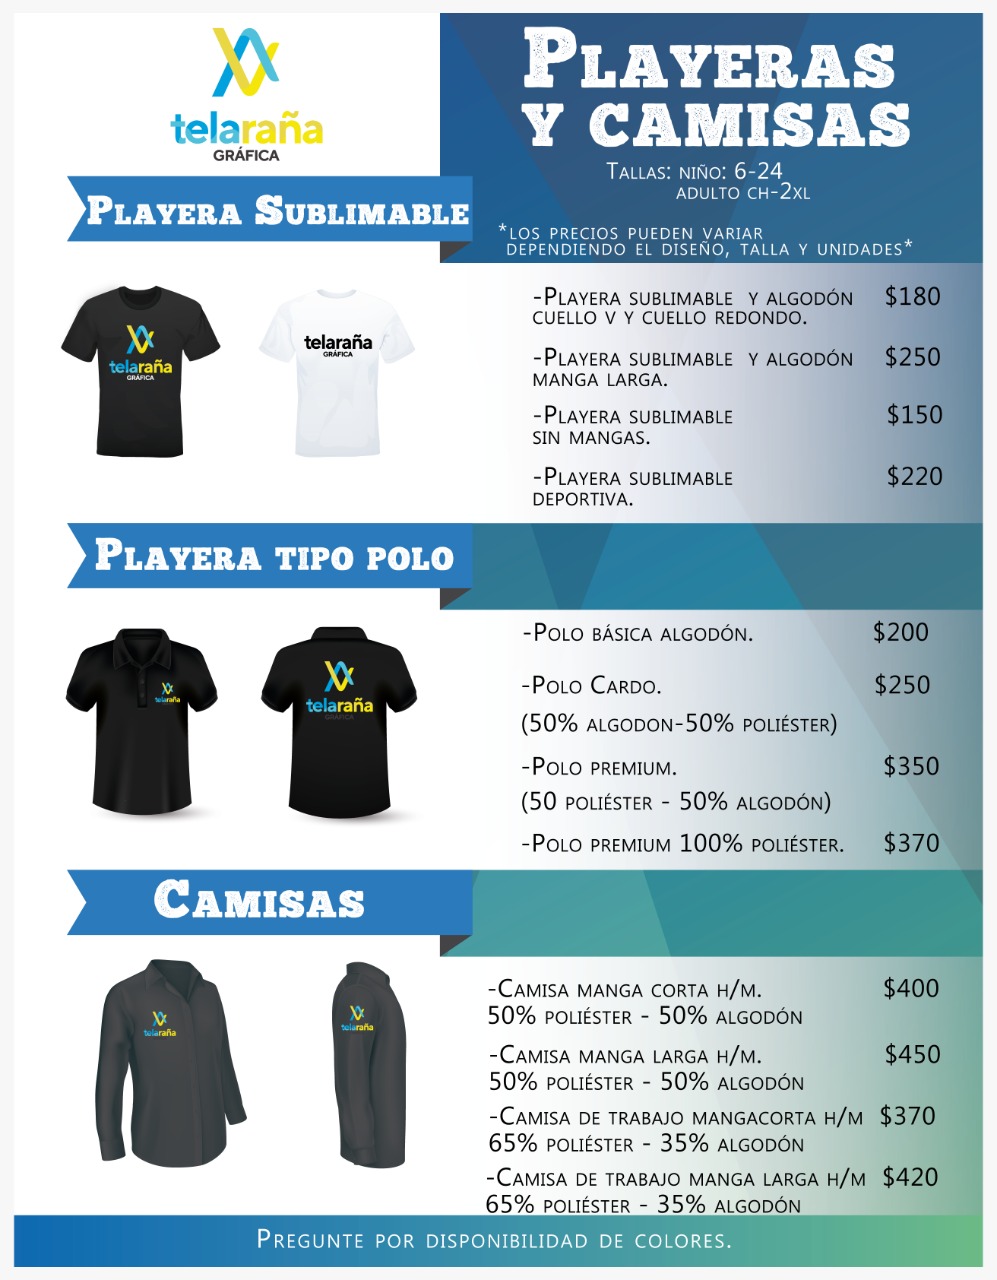 telaraña
GRÁFICA
PLAYERAS
Y CAMISAS
TALLAS: NIÑO: 6-24
ADULTO CH-2XL
*LOS PRECIOS PUEDEN VARIAR
DEPENDIENDO EL DISEÑO, TALLA Y UNIDADES*
PLAYERA SUBLIMABLE
telaraña
GRÁFICA
telaraña
GRÁFICA
-PLAYERA SUBLIMABLE Y ALGODÓN $180
CUELLO V Y CUELLO REDONDO.
-PLAYERA SUBLIMABLE Y ALGODÓN $250
MANGA LARGA.
-PLAYERA SUBLIMABLE $150
SIN MANGAS.
-PLAYERA SUBLIMABLE $220
DEPORTIVA.
PLAYERA TIPO POLO
telaraña
telaraña
GRÁFICA
-POLO BÁSICA ALGODÓN. $200
-POLO CARDO. $250
(50% ALGODON-50% POLIÉSTER)
-POLO PREMIUM. $350
(50 POLIÉSTER - 50% ALGODÓN)
-POLO PREMIUM 100% POLIÉSTER. $370
CAMISAS
telaraña
telaraña
-CAMISA MANGA CORTA H/M. $400
50% POLIÉSTER - 50% ALGODÓN
-CAMISA MANGA LARGA H/M. $450
50% POLIÉSTER - 50% ALGODÓN
-CAMISA DE TRABAJO MANGACORTA H/M $370
65% POLIÉSTER - 35% ALGODÓN
-CAMISA DE TRABAJO MANGA LARGA H/M $420
65% POLIÉSTER - 35% ALGODÓN
PREGUNTE POR DISPONIBILIDAD DE COLORES.